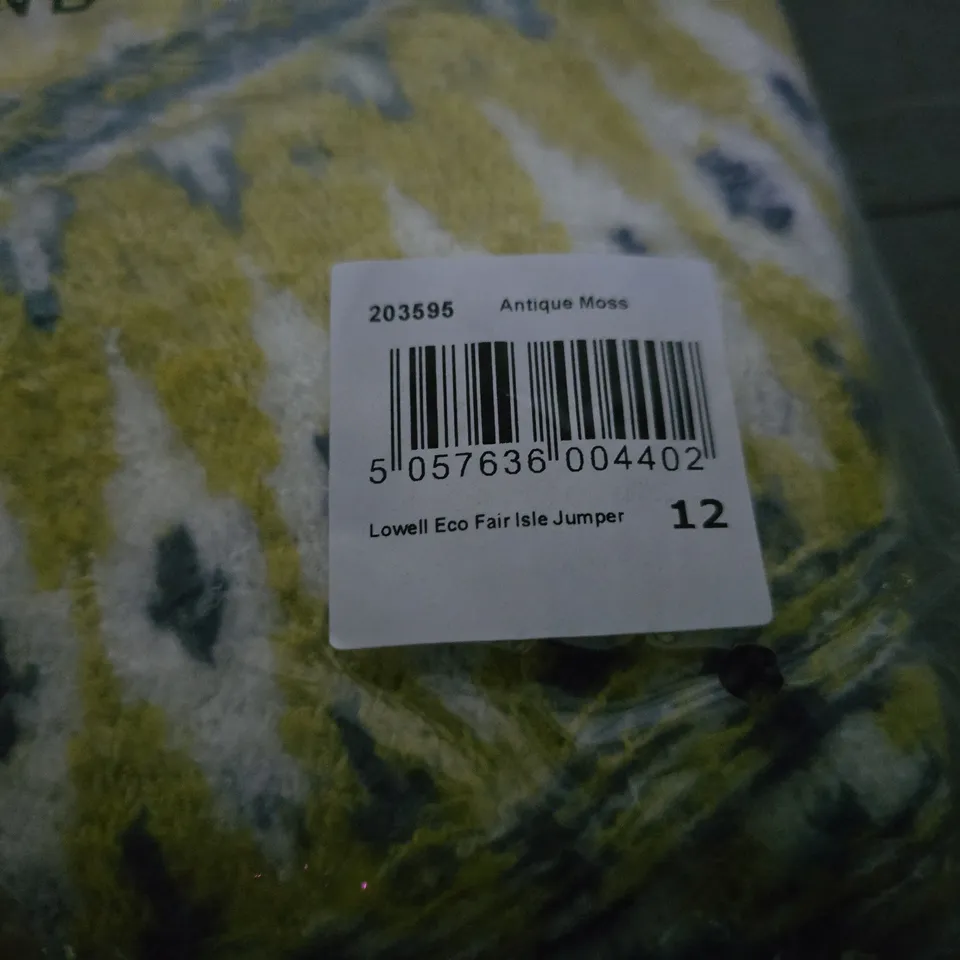 203595 Antique Moss
5 057636 004402
Lowell Eco Fair Isle Jumper 12